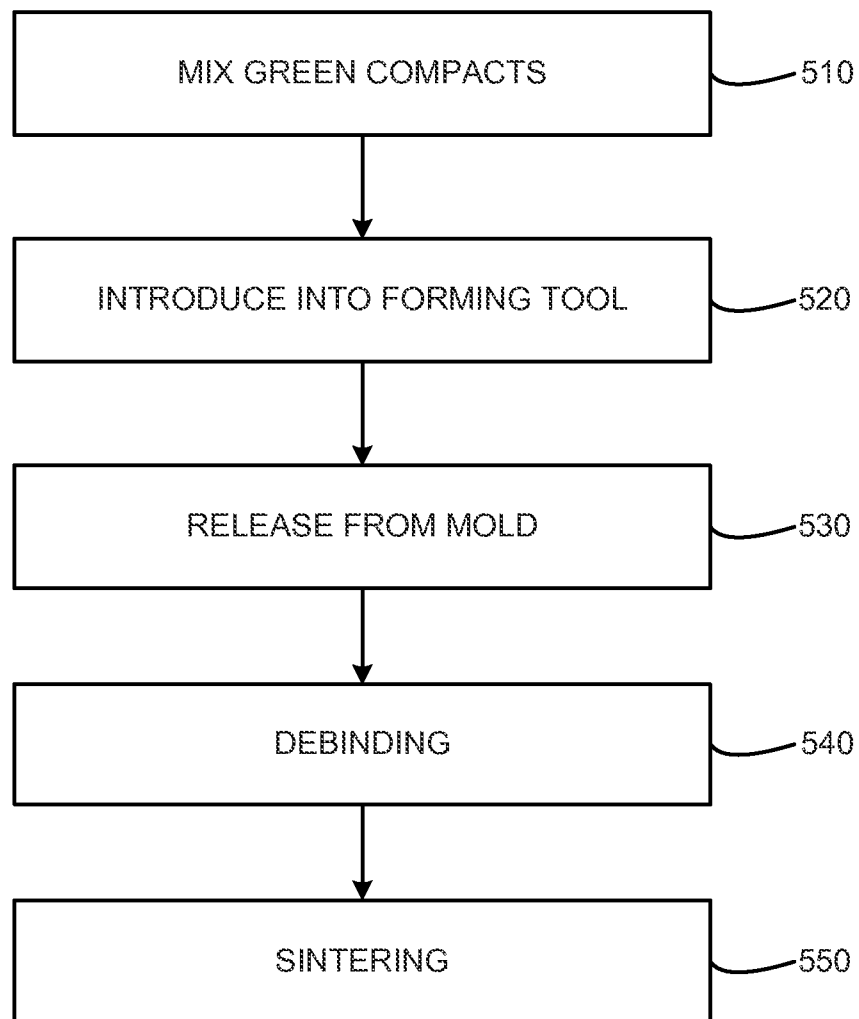 MIX GREEN COMPACTS 510
INTRODUCE INTO FORMING TOOL 520
RELEASE FROM MOLD 530
DEBINDING 540
SINTERING 550